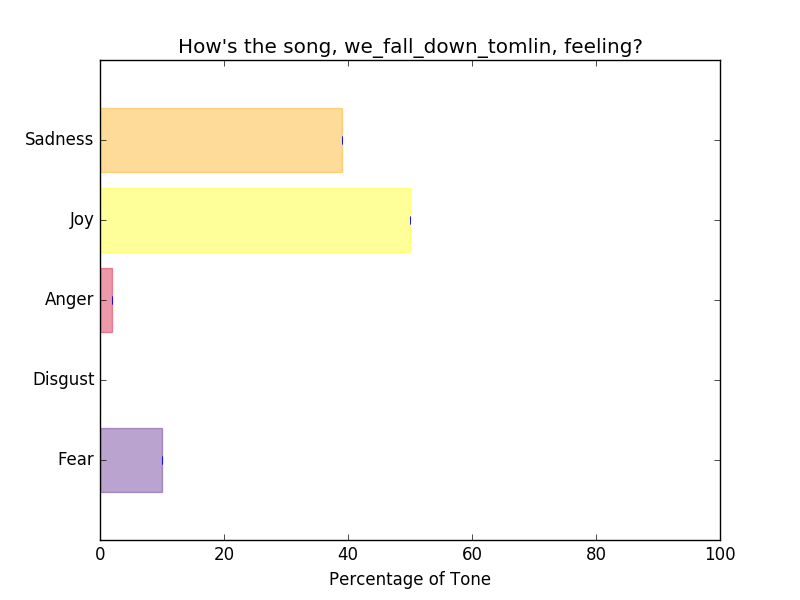 How's the song, we_fall_down_tomlin, feeling?
Sadness
Joy
Anger
Disgust
Fear
0 20 40 60 80 100
Percentage of Tone